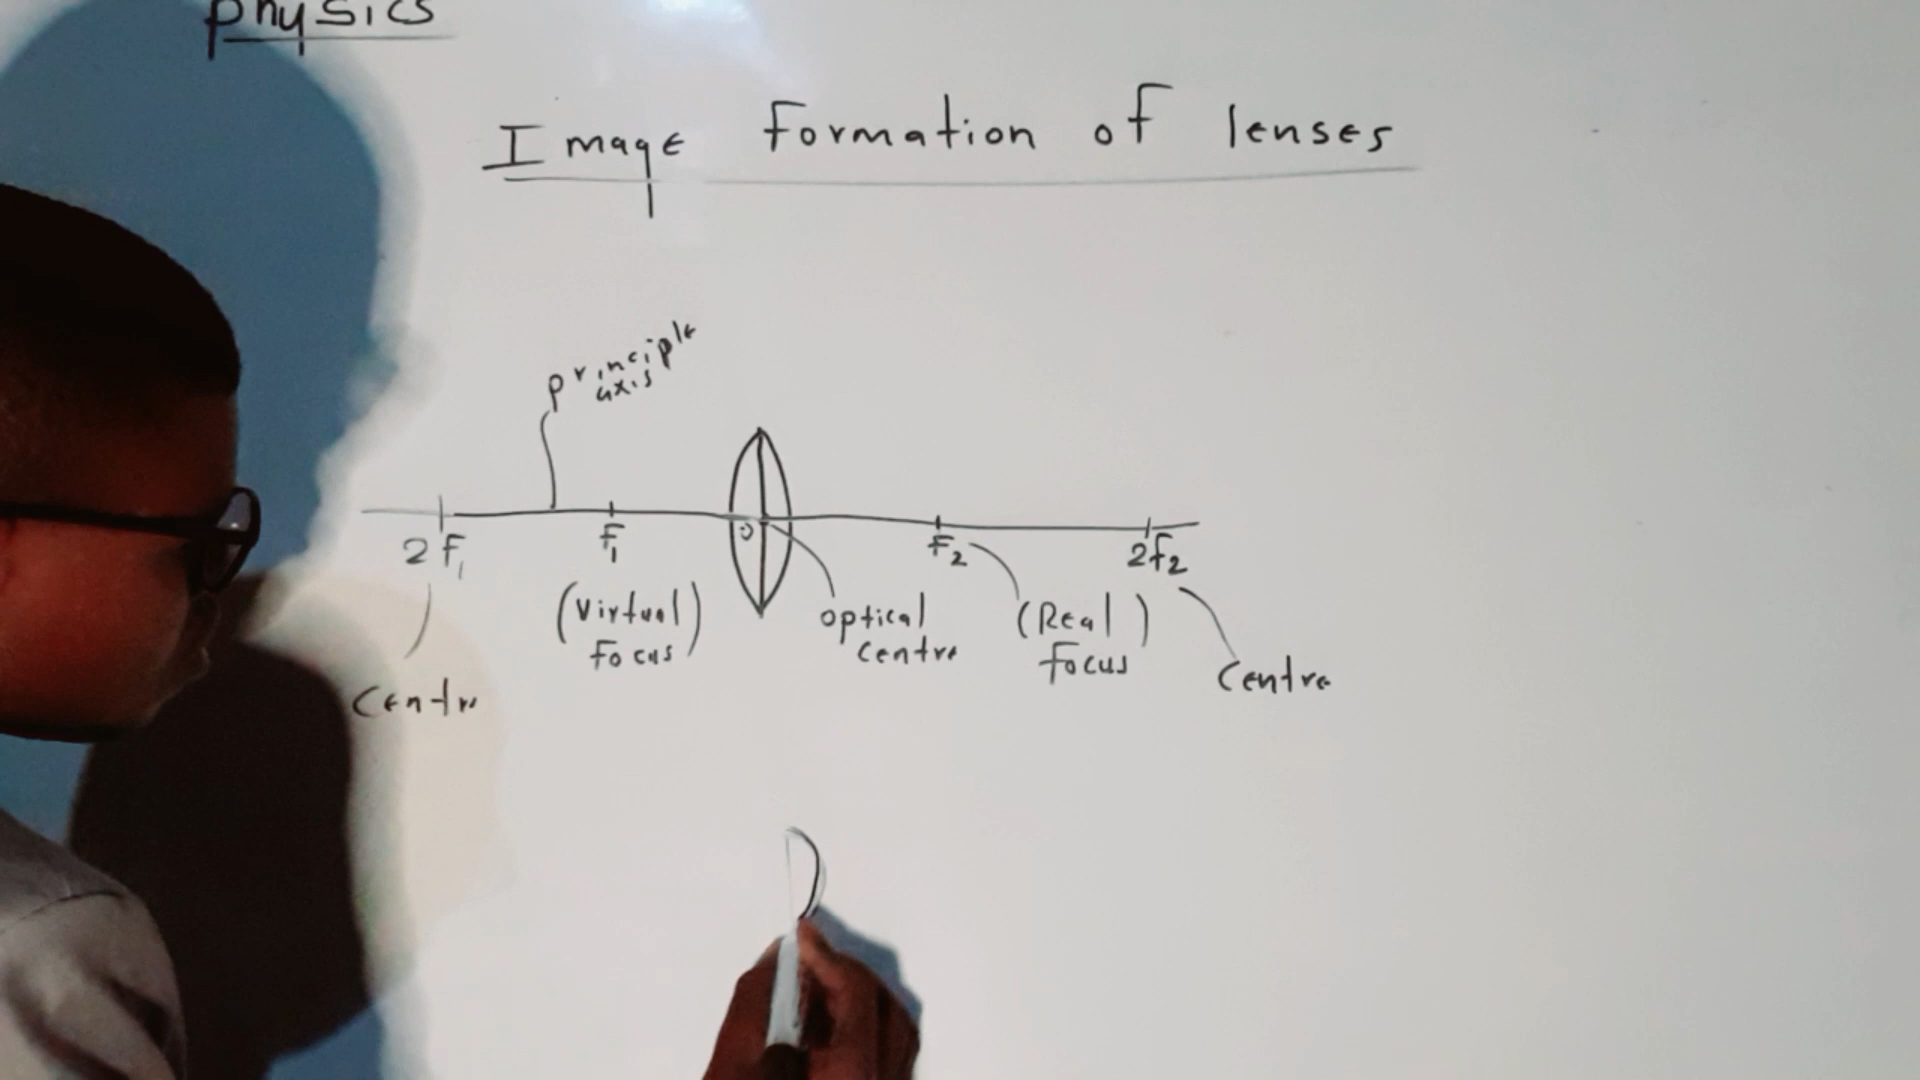 physics
Image formation of lenses
principle
axis
2F₁
F₁
O
F₂
2F₂
(Virtual)
Focus
optical
centre
(Real)
focus
Centre
Centre